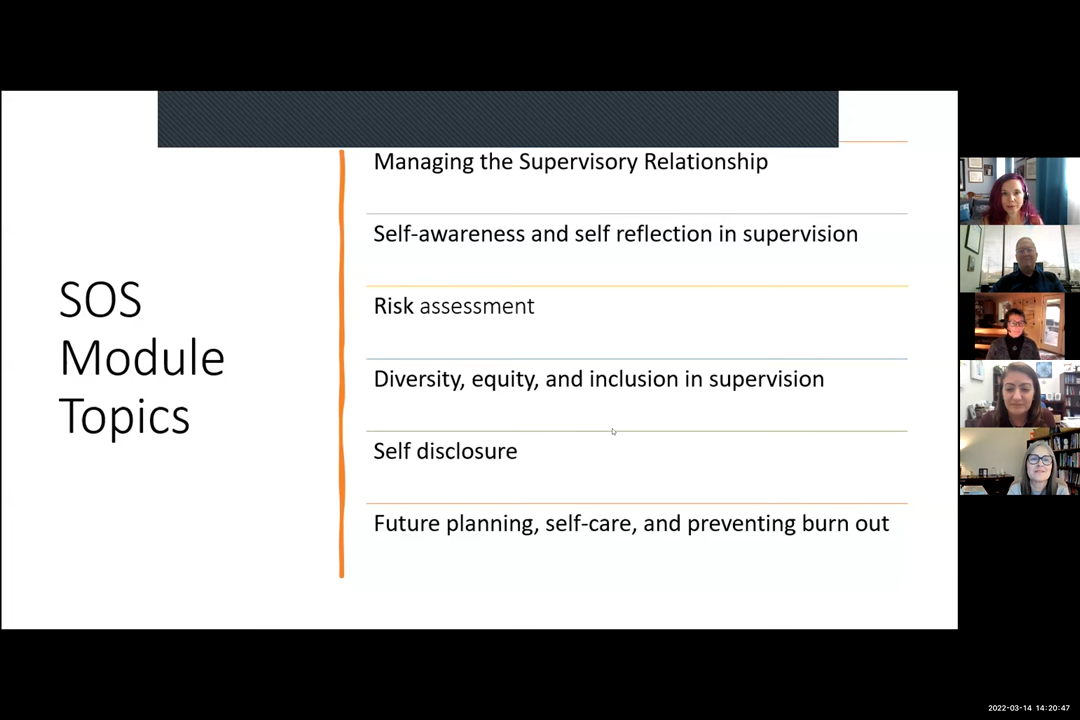 SOS
Module
Topics
Managing the Supervisory Relationship
Self-awareness and self reflection in supervision
Risk assessment
Diversity, equity, and inclusion in supervision
Self disclosure
Future planning, self-care, and preventing burn out
2022-03-14 14:20:47